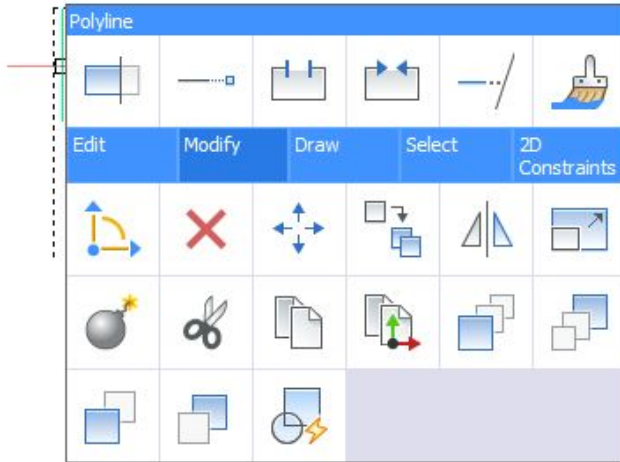 Polyline
Edit
Modify
Draw
Select
2D
Constraints